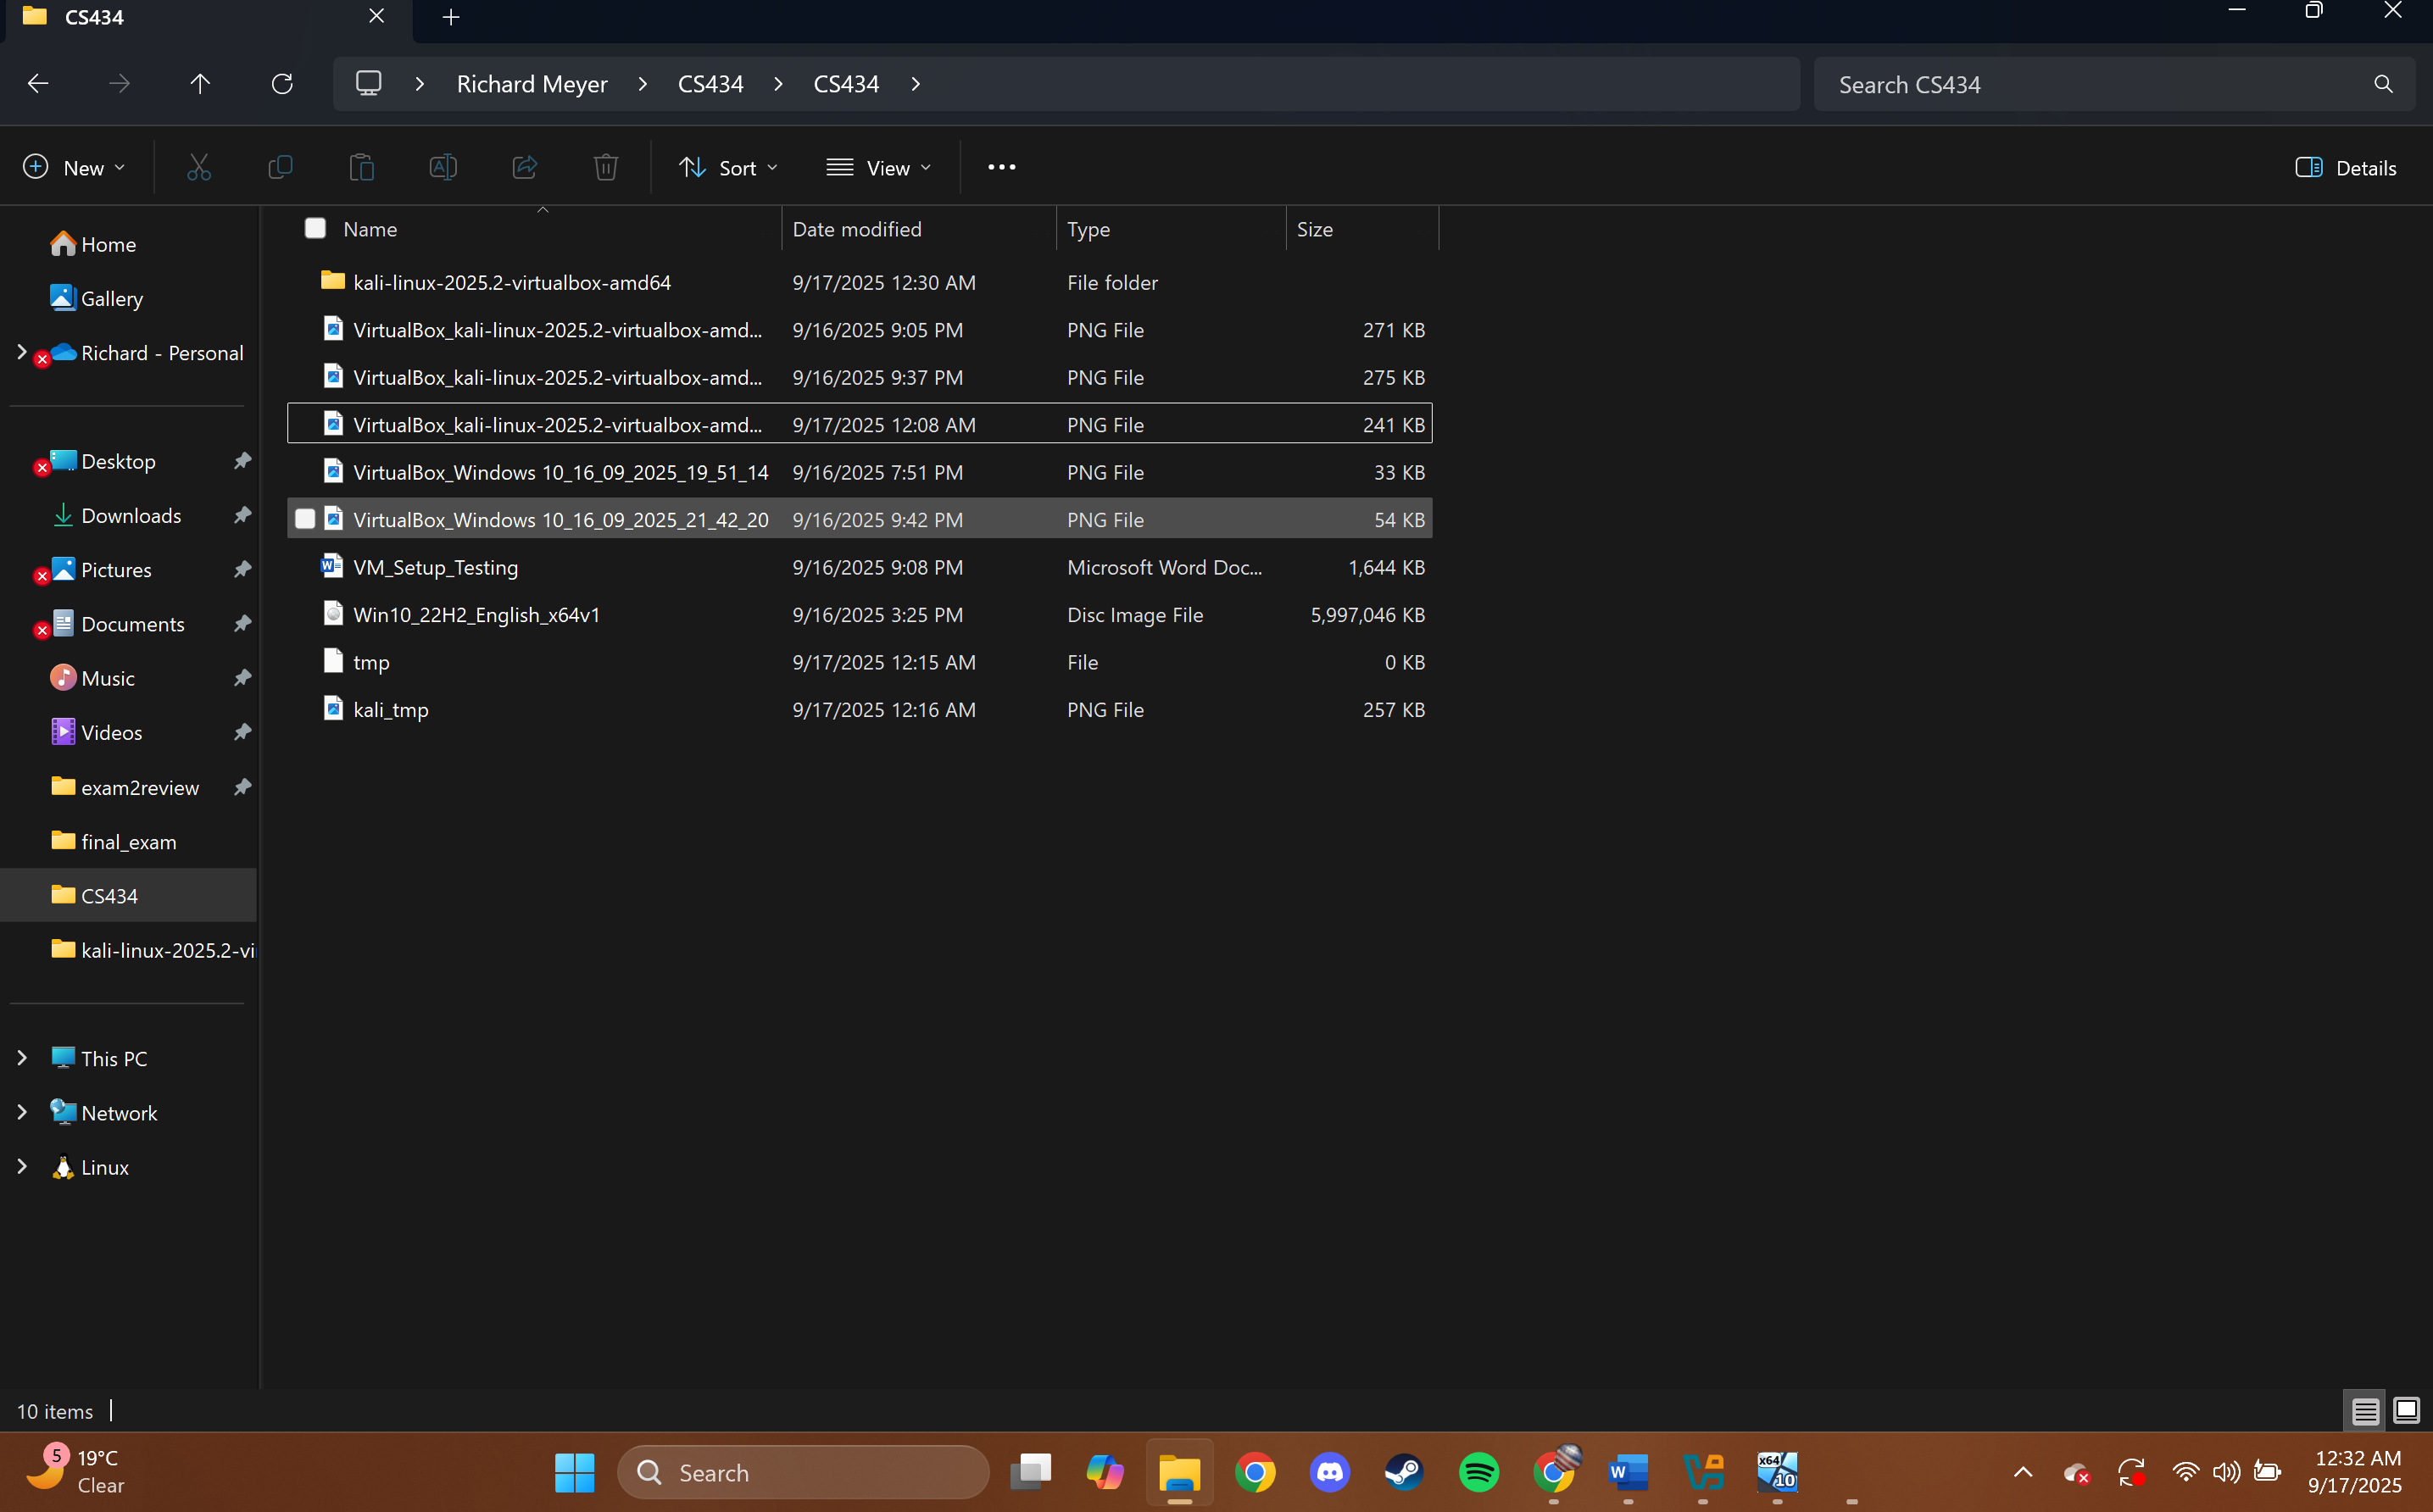 CS434
Richard Meyer > CS434 > CS434 >
Search CS434
New
Sort
View
Details
Name Date modified Type Size
Home
Gallery
Richard - Personal
Desktop
Downloads
Pictures
Documents
Music
Videos
exam2review
final_exam
CS434
kali-linux-2025.2-vi
This PC
Network
Linux
kali-linux-2025.2-virtualbox-amd64 9/17/2025 12:30 AM File folder
VirtualBox_kali-linux-2025.2-virtualbox-amd... 9/16/2025 9:05 PM PNG File 271 KB
VirtualBox_kali-linux-2025.2-virtualbox-amd... 9/16/2025 9:37 PM PNG File 275 KB
VirtualBox_kali-linux-2025.2-virtualbox-amd... 9/17/2025 12:08 AM PNG File 241 KB
VirtualBox_Windows 10_16_09_2025_19_51_14 9/16/2025 7:51 PM PNG File 33 KB
VirtualBox_Windows 10_16_09_2025_21_42_20 9/16/2025 9:42 PM PNG File 54 KB
VM_Setup_Testing 9/16/2025 9:08 PM Microsoft Word Doc... 1,644 KB
Win10_22H2_English_x64v1 9/16/2025 3:25 PM Disc Image File 5,997,046 KB
tmp 9/17/2025 12:15 AM File 0 KB
kali_tmp 9/17/2025 12:16 AM PNG File 257 KB
10 items
5
19°C
Clear
Search
W
x64
10
12:32 AM
9/17/2025